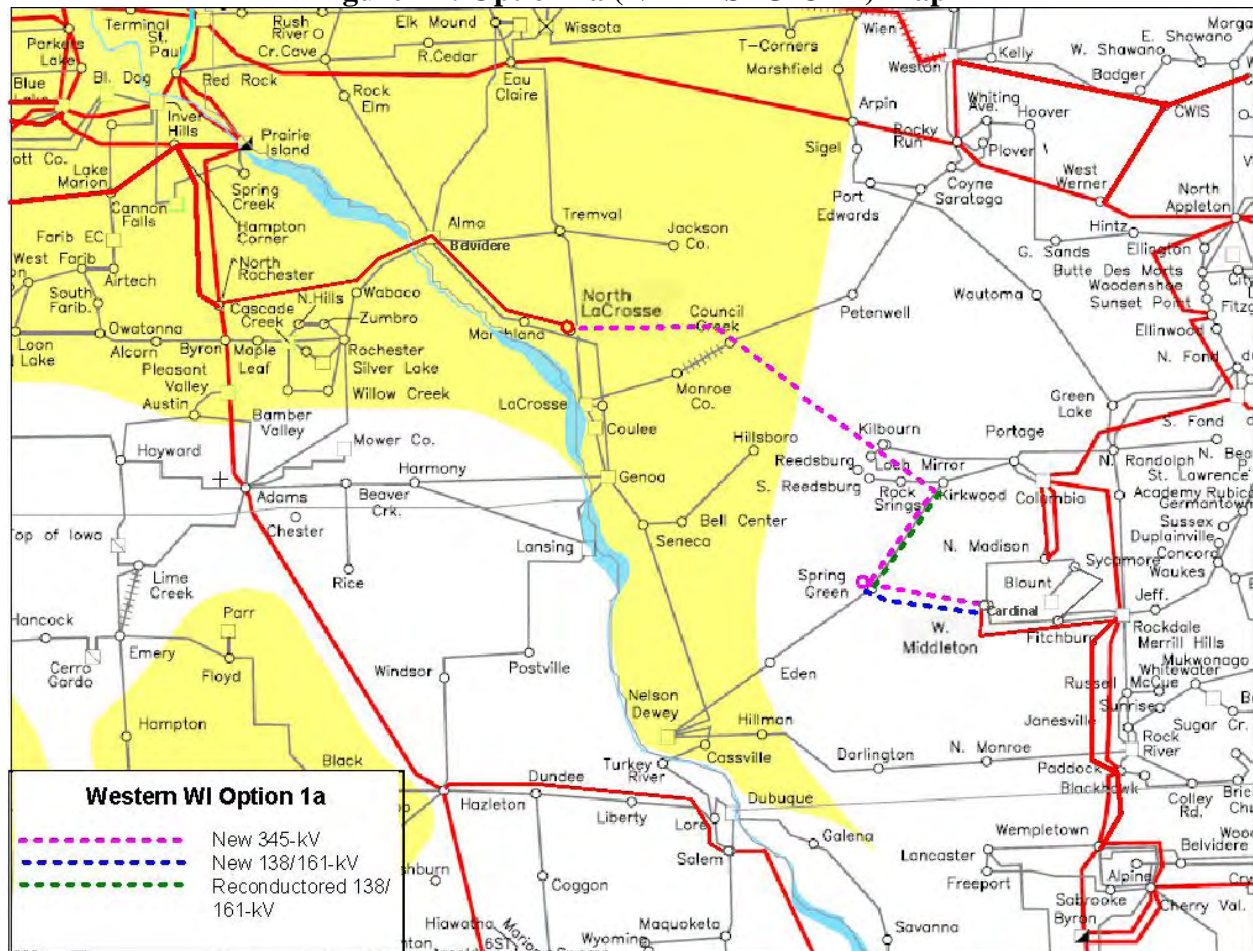 Terminal
St.
Paul
Parkers
Lake
Blue
Bl. Dog
Red Rock
Rush
River
Cr. Cave
Elk Mound
R.Cedar
Wissota
Eau
Claire
Rock
Elm
T-Corners
Marshfield
Wien
Weston
Kelly
W. Shawano
E. Shawano
Badger
Arpin
Sigel
Rocky
Run
Whiting
Ave.
Hoover
Plover
CWIS
Coyne
Saratoga
West
Werner
Port
Edwards
North
Appleton
Hintz
G. Sands
Ellington
Butte Des Morts
Woodenshoe
Sunset Point
Ellinwood
N. Fond
S. Fond
Inver
Hills
Prairie
Island
Lake
Marion
Spring
Creek
Cannon
Falls
Hampton
Corner
Farib EC
West Farib
Airtech
South
Farib.
North
Rochester
Cascade
Creek
N.Hills
Wabaco
Zumbro
Alma
Belvidere
Tremval
Jackson
Co.
North
LaCrosse
Council
Creek
Petenwell
Wautoma
Owatanna
Alcorn
Byron
Maple
Leaf
Rochester
Silver Lake
Willow Creek
Pleasant
Valley
Austin
Bamber
Valley
Marshland
Monroe
Co.
LaCrosse
Coulee
Genoa
Hillsboro
Green
Lake
Kilbourn
Portage
Reedsburg
Loch Mirror
S. Reedsburg
Rock
Srings
Kirkwood
Columbia
N. Randolph
St. Lawrence
Academy Rubic
Germantown
Sussex
Duplainville
Concord
Waukes
Hayward
Mower Co.
Harmony
Adams
Beaver
Crk.
Chester
Rice
Lansing
Seneca
Bell Center
Lime
Creek
Parr
Floyd
Hancock
Emery
Cerro
Gordo
Hampton
Black
Windsor
Postville
N. Madison
Sycamore
Blount
Spring
Green
Cardinal
W.
Middleton
Fitchburg
Jeff.
Rockdale
Merrill Hills
Mukwonago
Whitewater
Russell
McCue
Sunrise
Sugar Cr.
Janesville
Rock
River
Eden
Nelson
Dewey
Hillman
Cassville
Darlington
N. Monroe
Paddock
Blackhawk
Colley
Rd.
Turkey
River
Hazleton
Dundee
Liberty
Lore
Dubuque
Salem
Galena
Savanna
Coggon
Hiawatha
Maquoketa
Wyoming
Wempletown
Belvidere
Lancaster
Freeport
Alpine
Sabrooke
Cherry Val.
Byron
Western WI Option 1a
New 345-kV
New 138/161-kV
Reconductored 138/
161-kV